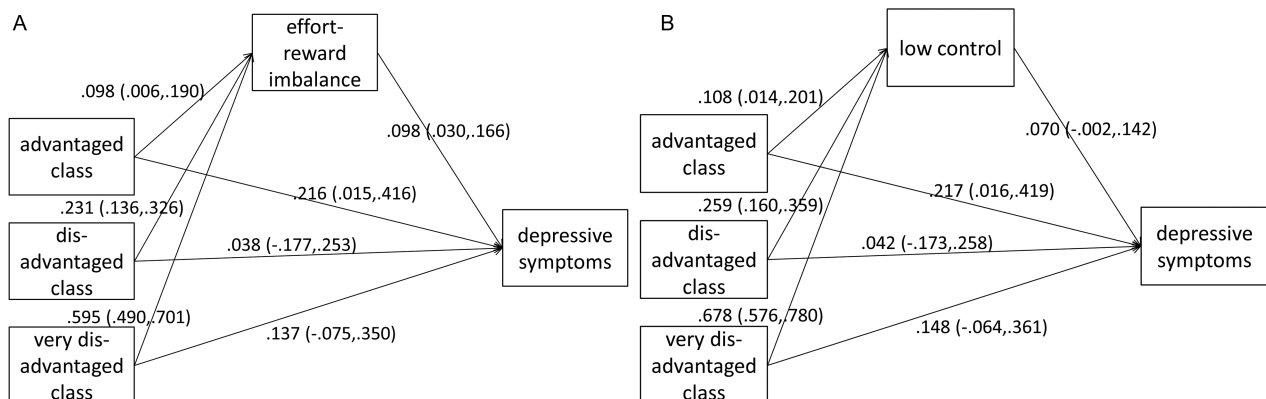 A
effort-
reward
imbalance
.098 (.006,.190)
.098 (.030,.166)
advantaged
class
.216 (.015,.416)
.231 (.136,.326)
dis-
advantaged
class
.038 (-.177,.253)
depressive
symptoms
.595 (.490,.701)
.137 (-.075,.350)
very dis-
advantaged
class
B
low control
.108 (.014,.201)
.070 (-.002,.142)
advantaged
class
.217 (.016,.419)
.259 (.160,.359)
dis-
advantaged
class
.042 (-.173,.258)
depressive
symptoms
.678 (.576,.780)
.148 (-.064,.361)
very dis-
advantaged
class